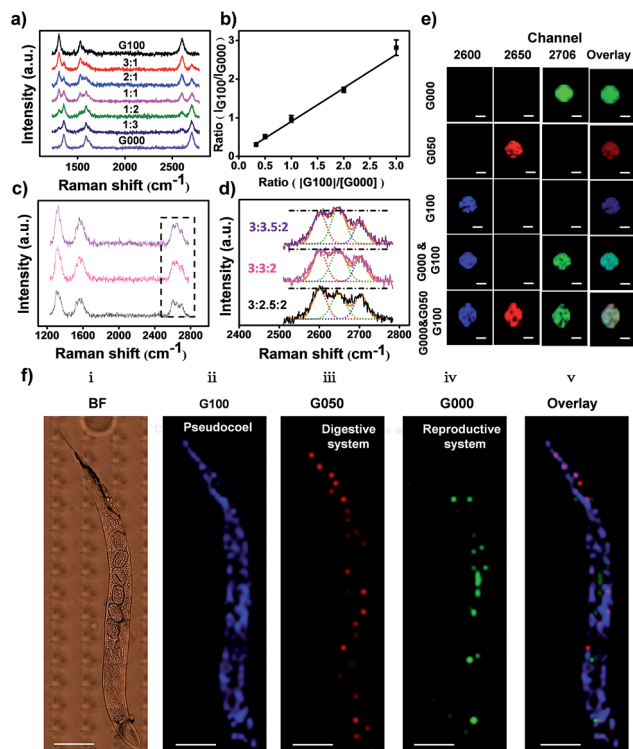 a)
G100
3:1
2:1
1:1
1:2
1:3
G000
Intensity (a.u.)
1500 2000 2500
Raman shift (cm-1)
b)
Ratio ( IG100/IG000)
0
1
2
3
0.5 1.0 1.5 2.0 2.5 3.0
Ratio ( |G100|/[G000] )
c)
Intensity (a.u.)
1200 1600 2000 2400 2800
Raman shift (cm-1)
d)
3:3.5:2
3:3:2
3:2.5:2
Intensity (a.u.)
2400 2500 2600 2700 2800
Raman shift (cm-1)
e)
Channel
2600 2650 2706 Overlay
G000
G050
G100
G000 & G100
G000&G050 G100
f)
i ii iii iv v
BF G100 G050 G000 Overlay
Pseudocoel
Digestive system
Reproductive system